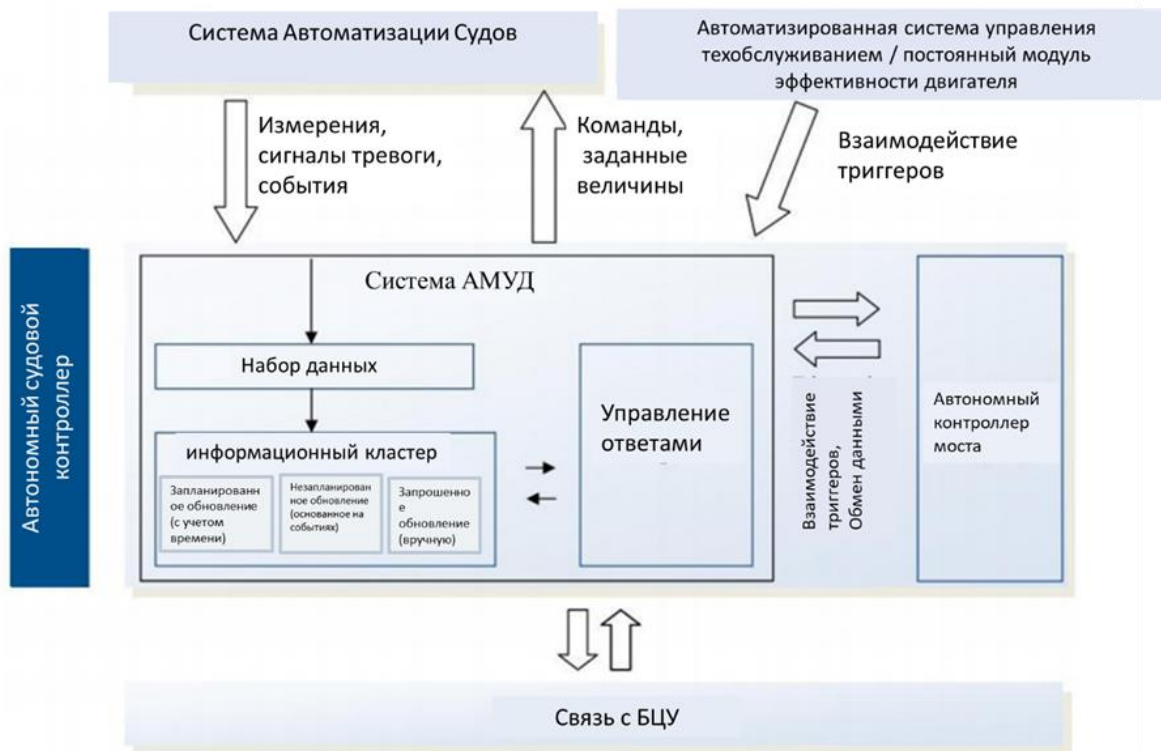 Система Автоматизации Судов
Автоматизированная система управления
техобслуживанием / постоянный модуль
эффективности двигателя
Измерения,
сигналы тревоги,
события
Команды,
заданные
величины
Взаимодействие
триггеров
Автономный судовой
контроллер
Система АМУД
Набор данных
информационный кластер
Запланированн
ое обновление
(с учетом
времени)
Незапланирован
ное обновление
(основанное на
событиях)
Запрошенно
е
обновление
(вручную)
Управление
ответами
Взаимодействие
триггеров,
Обмен данными
Автономный
контроллер
моста
Связь с БЦУ